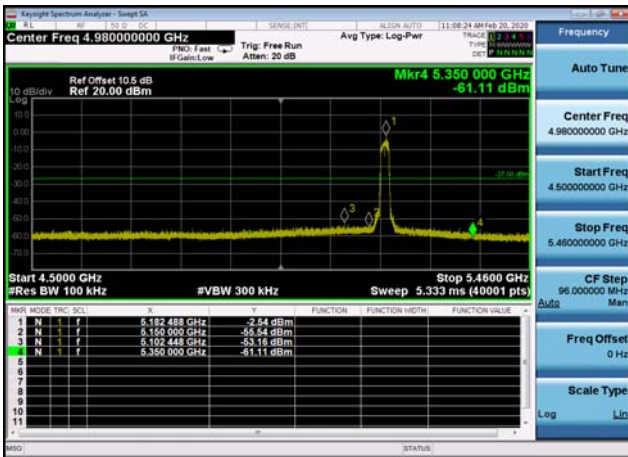 Keysight Spectrum Analyzer - Swept SA
RL RF 50 Ω DC SENSE:INT ALIGN AUTO 11:08:24 AM Feb 20, 2020
Center Freq 4.980000000 GHz
PNO: Fast
IFGain:Low
Trig: Free Run
Atten: 20 dB
Avg Type: Log-Pwr
TRACE 1 2 3 4 5 6
TYPE
DET P N N N N N
Mkr4 5.350 000 GHz
-61.11 dBm
Ref Offset 10.5 dB
10 dB/div Ref 20.00 dBm
Log
10.0
0.00
-10.0
-20.0
-30.0
-40.0
-50.0
-60.0
-70.0
-27.00 dBm
1
2
3
4
Start 4.5000 GHz
Stop 5.4600 GHz
#Res BW 100 kHz #VBW 300 kHz Sweep 5.333 ms (40001 pts)
MKR MODE TRC SCL X Y FUNCTION FUNCTION WIDTH FUNCTION VALUE
1 N 1 f 5.182 488 GHz -2.54 dBm
2 N 1 f 5.150 000 GHz -55.54 dBm
3 N 1 f 5.102 448 GHz -53.16 dBm
4 N 1 f 5.350 000 GHz -61.11 dBm
5
6
7
8
9
10
11
MSG STATUS
Frequency
Auto Tune
Center Freq
4.980000000 GHz
Start Freq
4.500000000 GHz
Stop Freq
5.460000000 GHz
CF Step
96.000000 MHz
Auto Man
Freq Offset
0 Hz
Scale Type
Log Lin